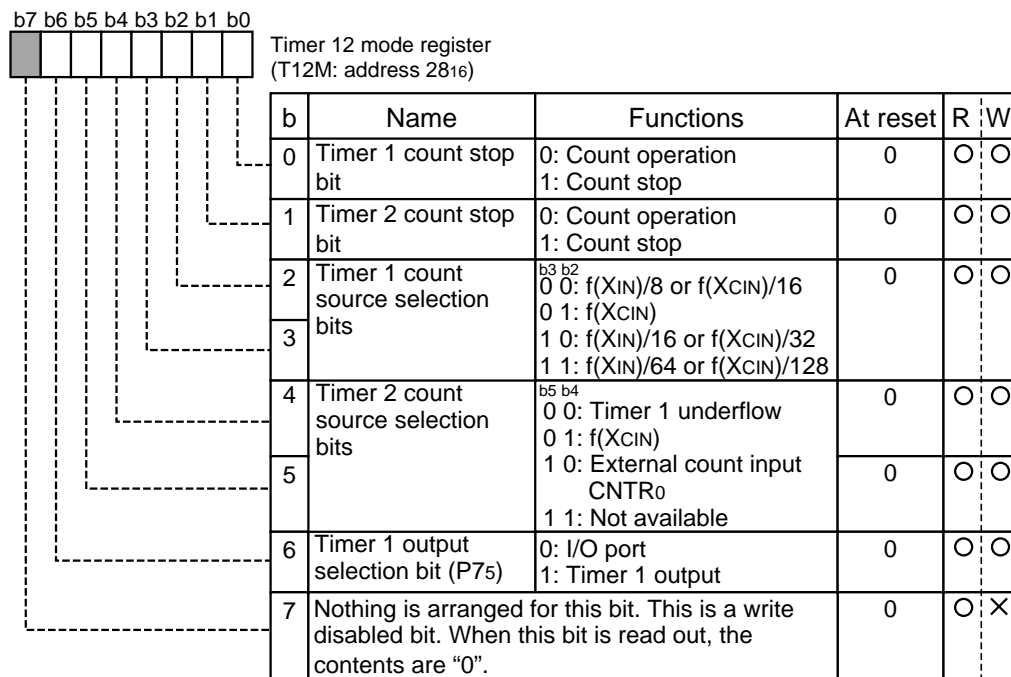 b7 b6 b5 b4 b3 b2 b1 b0
Timer 12 mode register
(T12M: address 2816)
b Name Functions At reset R W
0 Timer 1 count stop bit 0: Count operation 0 O O
1: Count stop
1 Timer 2 count stop bit 0: Count operation 0 O O
1: Count stop
2 Timer 1 count source selection bits b3 b2 0 O O
0 0: f(XIN)/8 or f(XCIN)/16
0 1: f(XCIN)
3 1 0: f(XIN)/16 or f(XCIN)/32
1 1: f(XIN)/64 or f(XCIN)/128
4 Timer 2 count source selection bits b5 b4 0 O O
0 0: Timer 1 underflow
0 1: f(XCIN)
5 1 0: External count input 0 O O
CNTR0
1 1: Not available
6 Timer 1 output selection bit (P75) 0: I/O port 0 O O
1: Timer 1 output
7 Nothing is arranged for this bit. This is a write 0 O ×
disabled bit. When this bit is read out, the
contents are “0”.